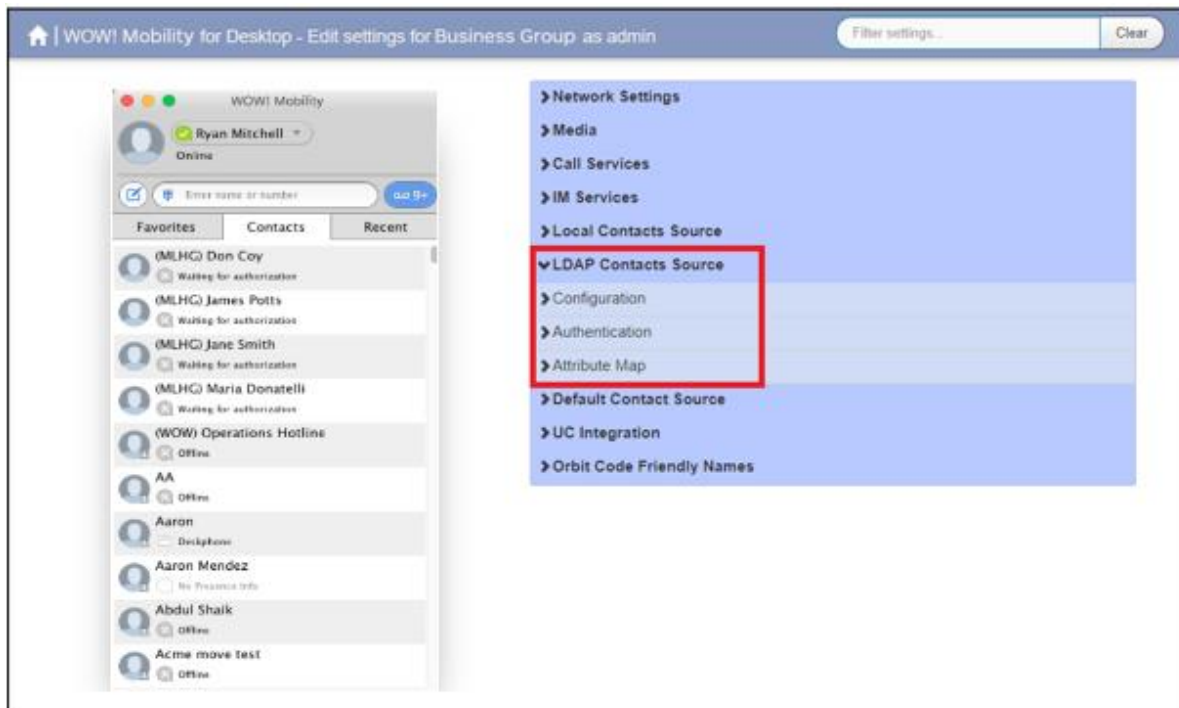 WOW! Mobility for Desktop - Edit settings for Business Group as admin
Filter settings...
Clear
WOW! Mobility
Ryan Mitchell
Online
Enter name or number
9+
Favorites Contacts Recent
(MLHG) Don Coy
Waiting for authorization
(MLHG) James Potts
Waiting for authorization
(MLHG) Jane Smith
Waiting for authorization
(MLHG) Maria Donatelli
Waiting for authorization
(WOW) Operations Hotline
Offline
AA
Offline
Aaron
Deskphone
Aaron Mendez
No Presence Info
Abdul Shaik
Offline
Acme move test
Offline
Network Settings
Media
Call Services
IM Services
Local Contacts Source
LDAP Contacts Source
Configuration
Authentication
Attribute Map
Default Contact Source
UC Integration
Orbit Code Friendly Names